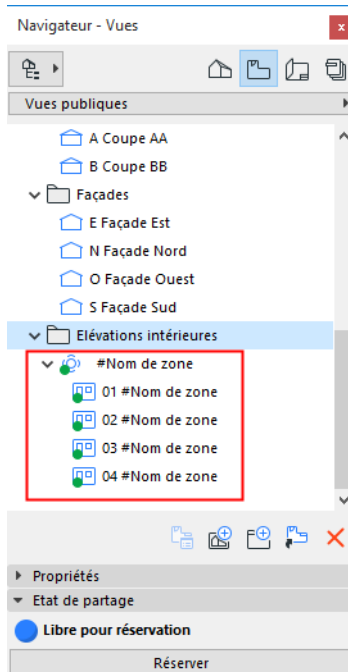 Navigateur - Vues
x
Vues publiques
A Coupe AA
B Coupe BB
Façades
E Façade Est
N Façade Nord
O Façade Ouest
S Façade Sud
Elévations intérieures
#Nom de zone
01 #Nom de zone
02 #Nom de zone
03 #Nom de zone
04 #Nom de zone
Propriétés
Etat de partage
Libre pour réservation
Réserver